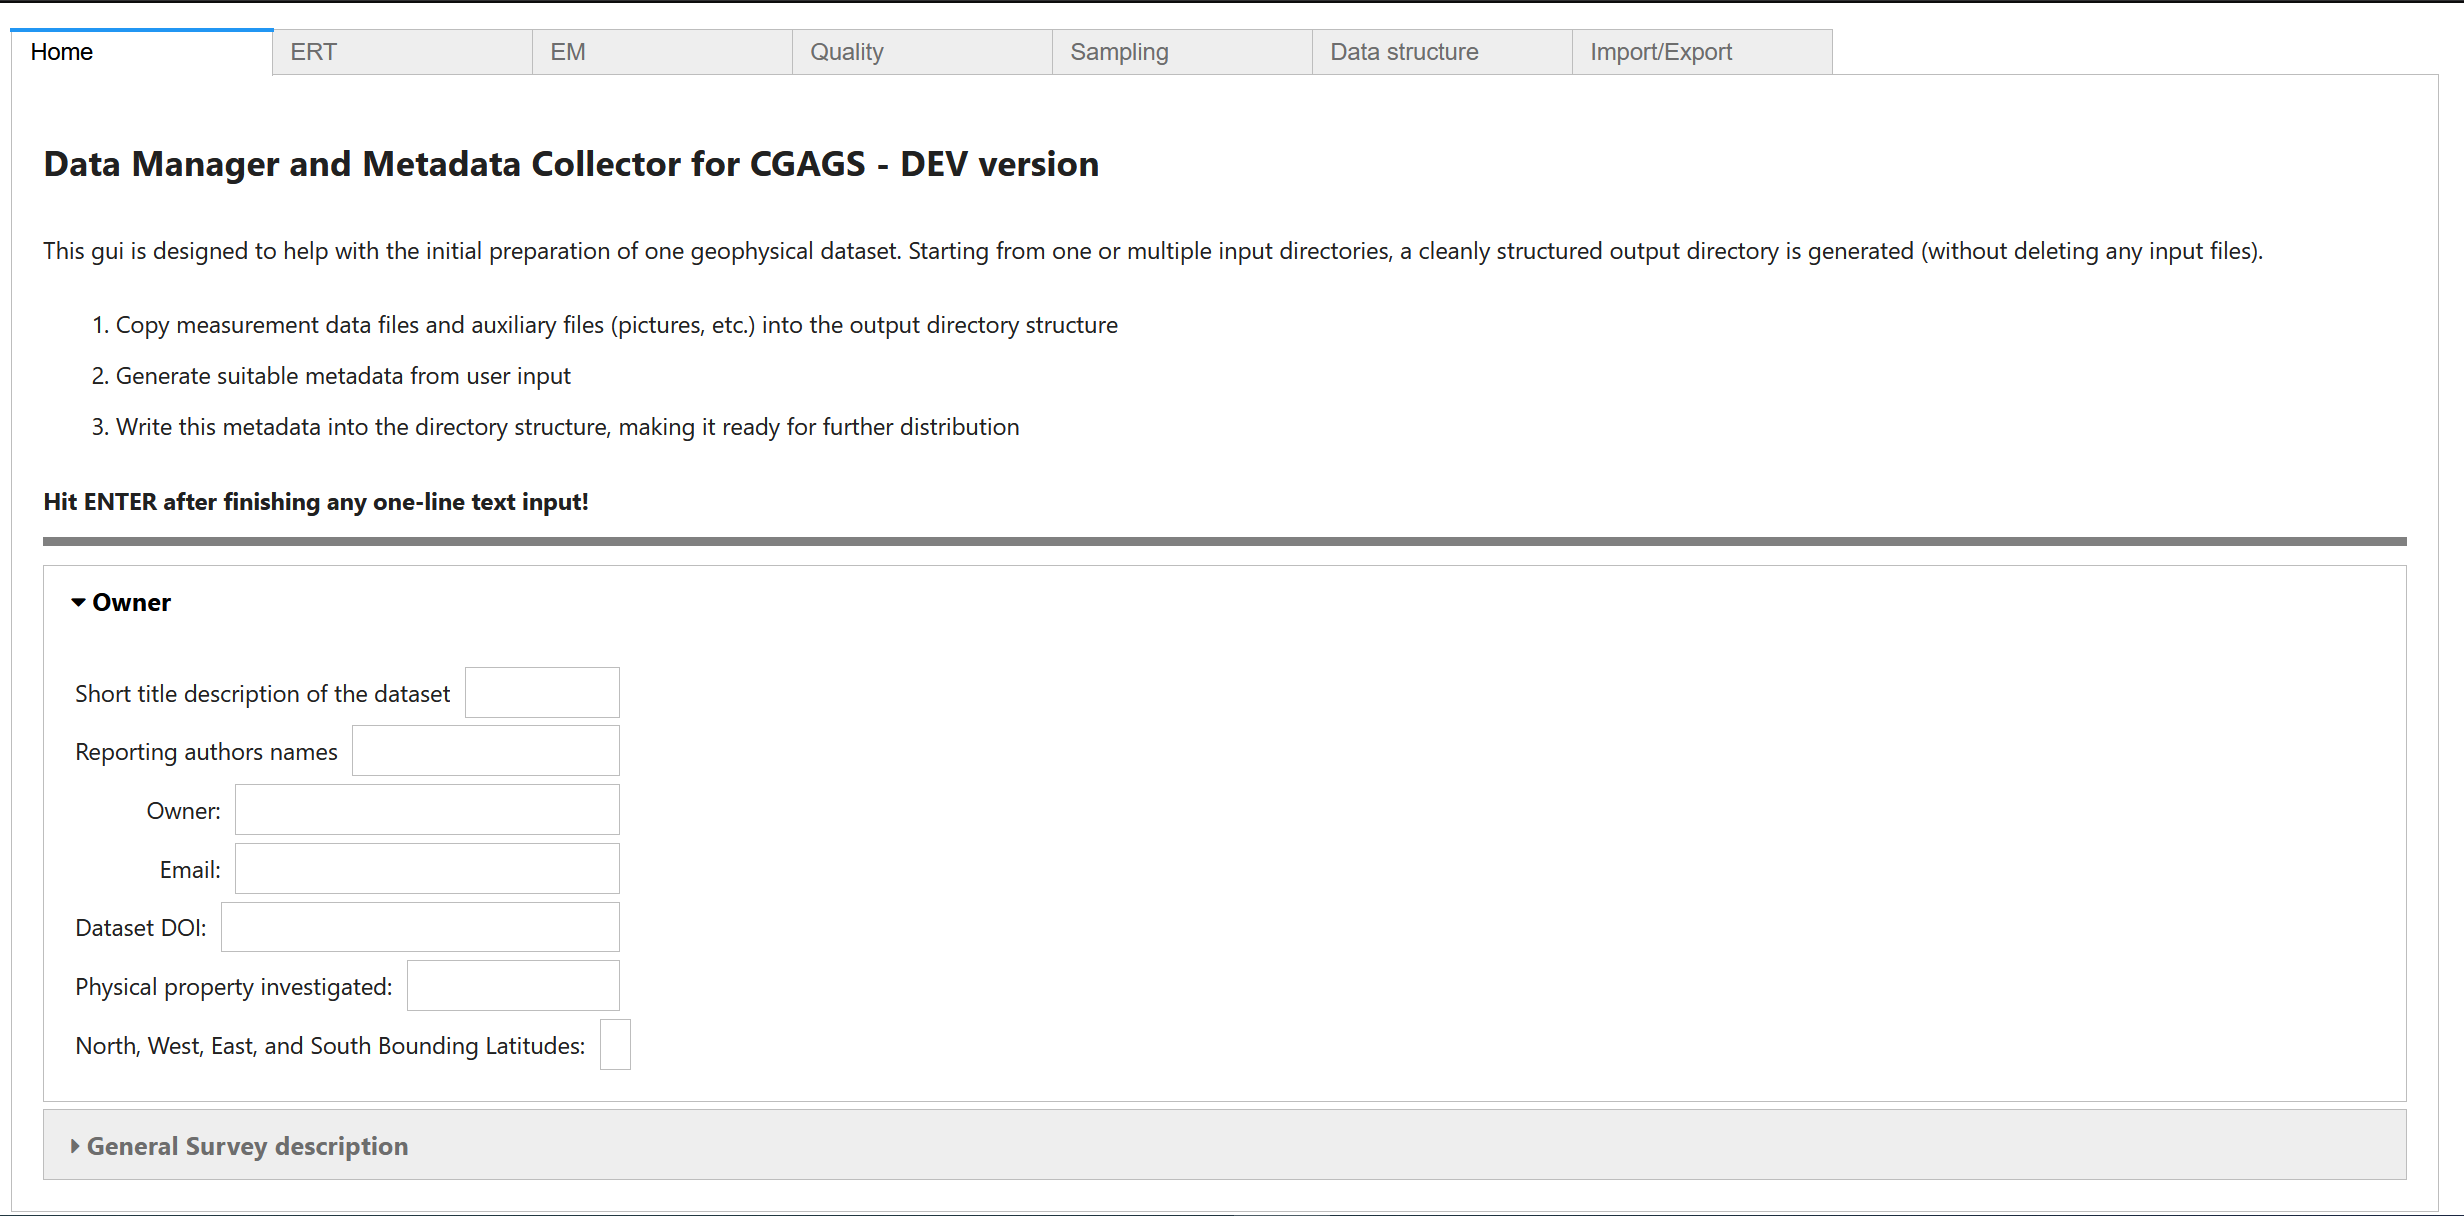 Home
ERT
EM
Quality
Sampling
Data structure
Import/Export
Data Manager and Metadata Collector for CGAGS - DEV version
This gui is designed to help with the initial preparation of one geophysical dataset. Starting from one or multiple input directories, a cleanly structured output directory is generated (without deleting any input files).
1. Copy measurement data files and auxiliary files (pictures, etc.) into the output directory structure
2. Generate suitable metadata from user input
3. Write this metadata into the directory structure, making it ready for further distribution
Hit ENTER after finishing any one-line text input!
Owner
Short title description of the dataset
Reporting authors names
Owner:
Email:
Dataset DOI:
Physical property investigated:
North, West, East, and South Bounding Latitudes:
General Survey description